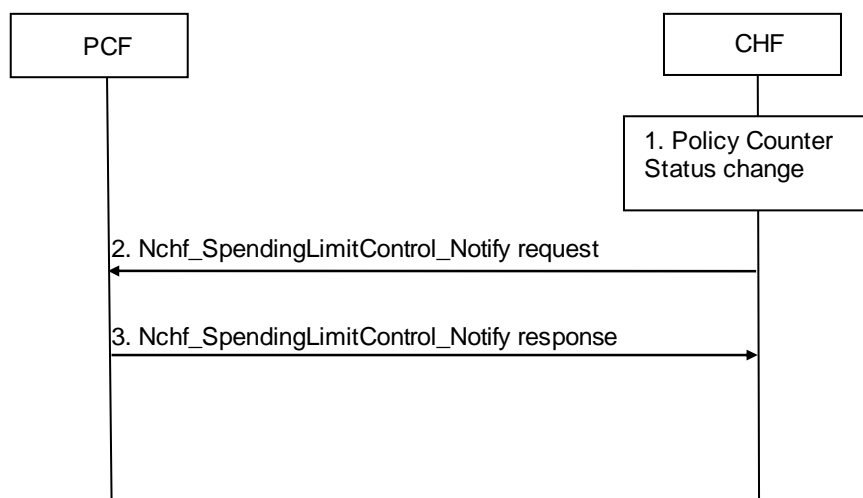 PCF
CHF
1. Policy Counter
Status change
2. Nchf_SpendingLimitControl_Notify request
3. Nchf_SpendingLimitControl_Notify response